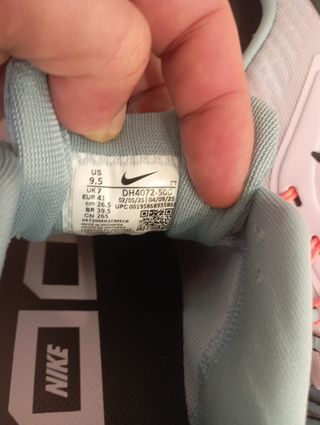 US
9.5
UK 7
EUR 41
cm 26.5
BR 39.5
CN 265
DH4072-500
02/05/25 | 04/09/25
NIKE